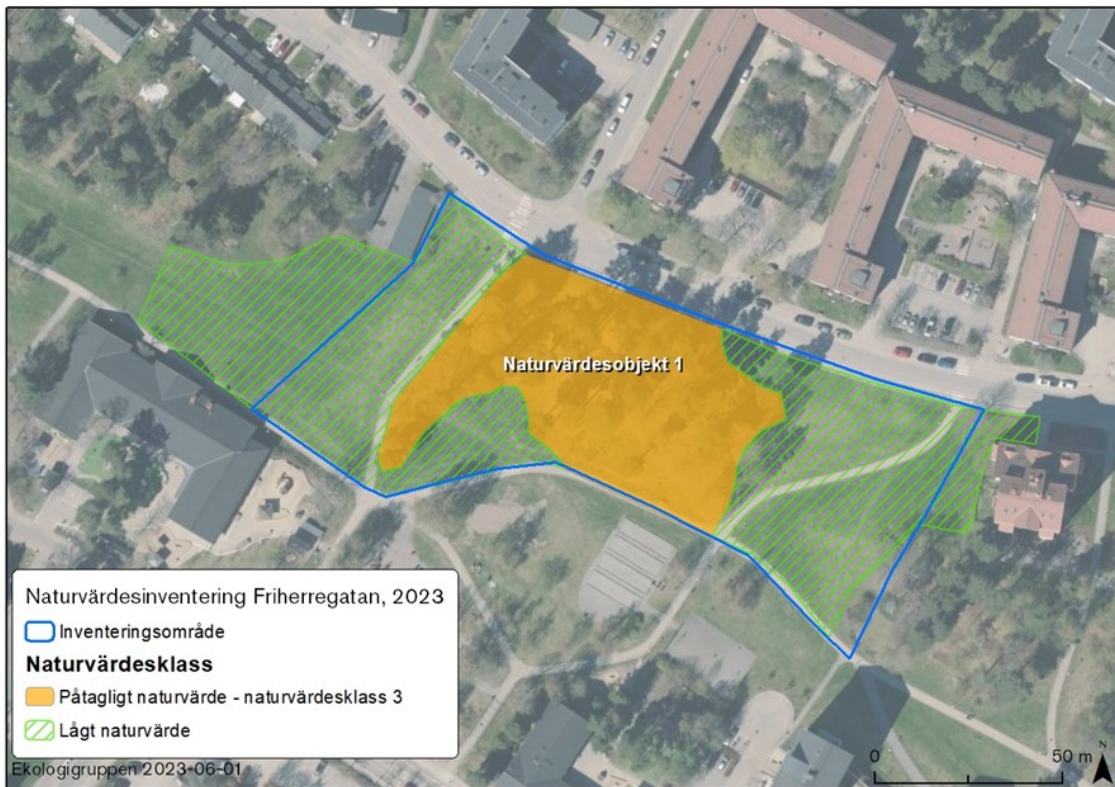 Naturvärdesobjekt 1
Naturvärdesinventering Friherregatan, 2023
Inventeringsområde
Naturvärdesklass
Påtagligt naturvärde - naturvärdesklass 3
Lågt naturvärde
Ekologigruppen 2023-06-01
0 50 m
N